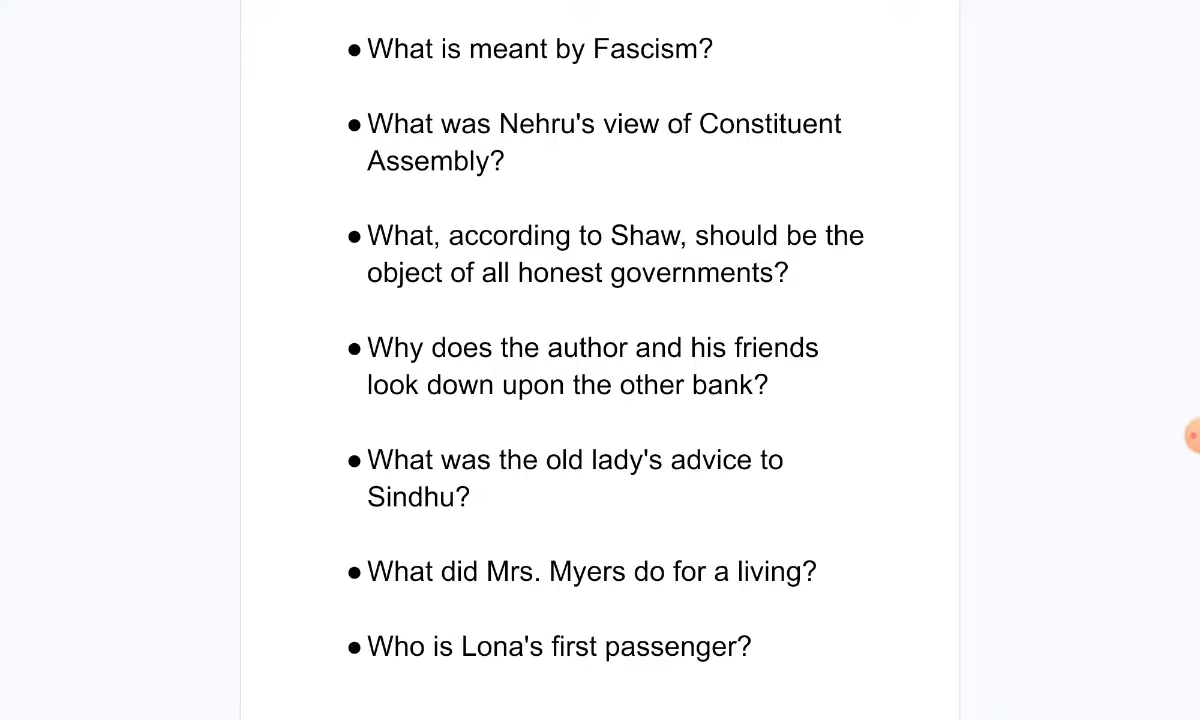 ● What is meant by Fascism?
● What was Nehru's view of Constituent
Assembly?
● What, according to Shaw, should be the
object of all honest governments?
● Why does the author and his friends
look down upon the other bank?
● What was the old lady's advice to
Sindhu?
● What did Mrs. Myers do for a living?
● Who is Lona's first passenger?